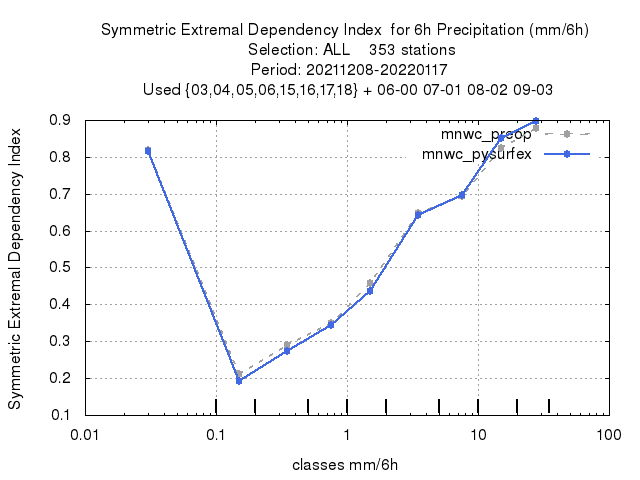 Symmetric Extremal Dependency Index  for 6h Precipitation (mm/6h)
Selection: ALL    353 stations
Period: 20211208-20220117
Used {03,04,05,06,15,16,17,18} + 06-00 07-01 08-02 09-03
mnwc_preop
mnwc_pysurfex
Symmetric Extremal Dependency Index
0.9
0.8
0.7
0.6
0.5
0.4
0.3
0.2
0.1
0.01 0.1 1 10 100
classes mm/6h